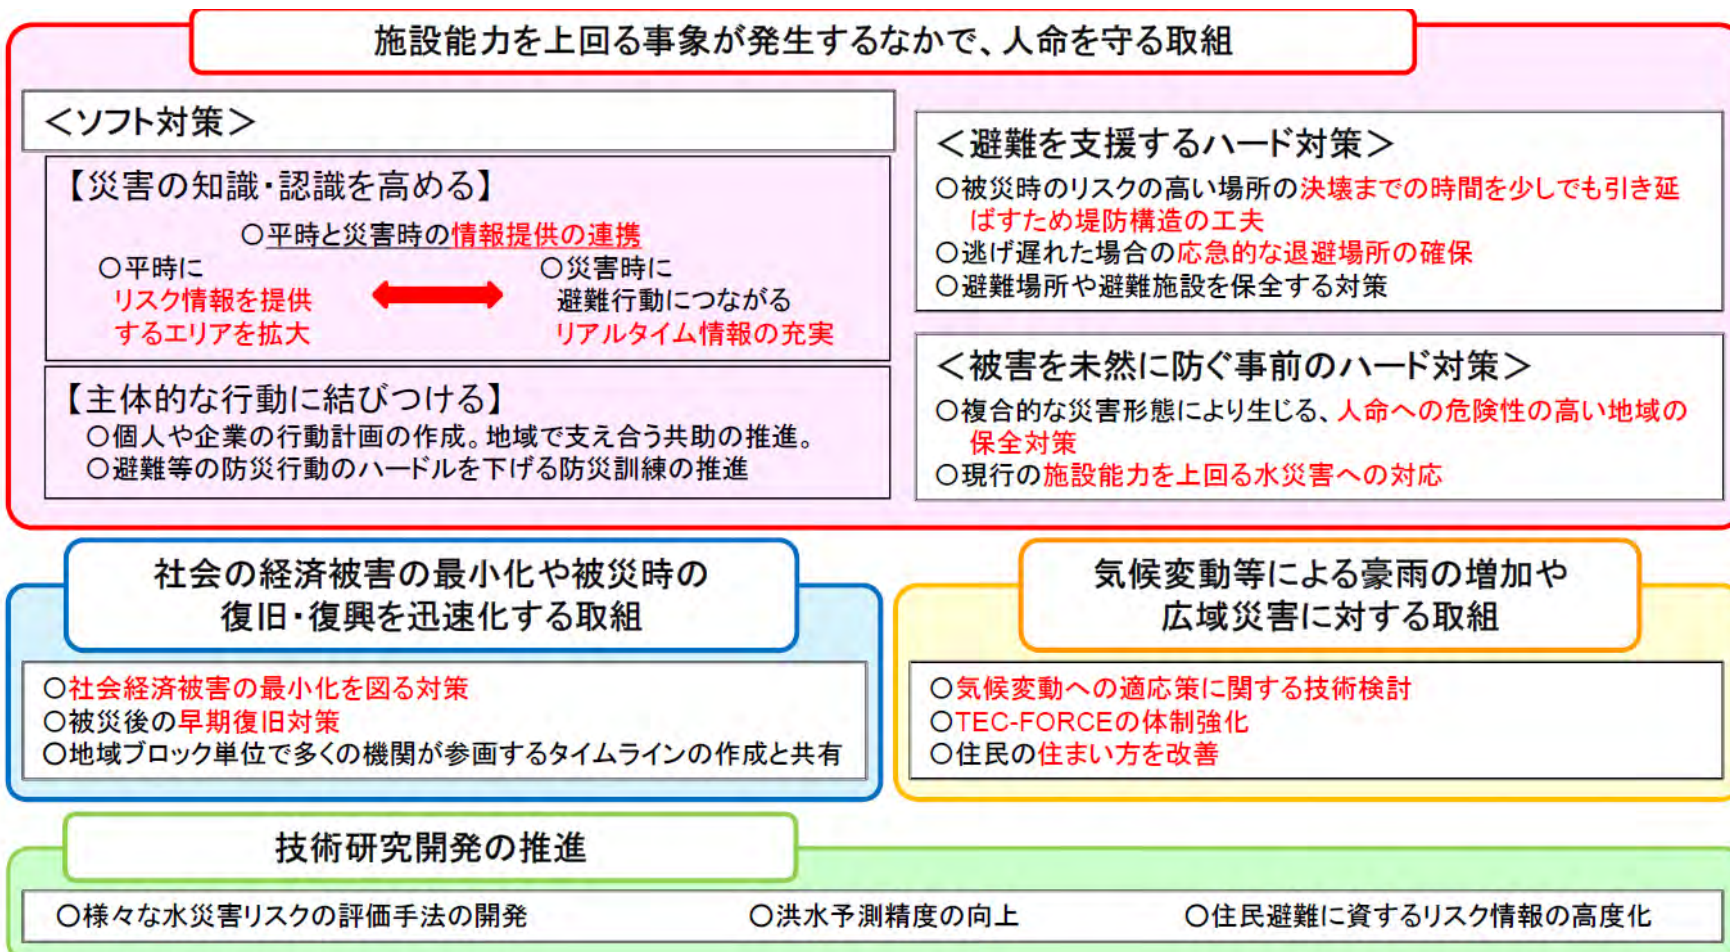 施設能力を上回る事象が発生するなかで、人命を守る取組
＜ソフト対策＞
【災害の知識・認識を高める】
○平時と災害時の情報提供の連携
○平時に
リスク情報を提供
するエリアを拡大
○災害時に
避難行動につながる
リアルタイム情報の充実
【主体的な行動に結びつける】
○個人や企業の行動計画の作成。地域で支え合う共助の推進。
○避難等の防災行動のハードルを下げる防災訓練の推進
＜避難を支援するハード対策＞
○被災時のリスクの高い場所の決壊までの時間を少しでも引き延
ばすため堤防構造の工夫
○逃げ遅れた場合の応急的な退避場所の確保
○避難場所や避難施設を保全する対策
＜被害を未然に防ぐ事前のハード対策＞
○複合的な災害形態により生じる、人命への危険性の高い地域の
保全対策
○現行の施設能力を上回る水災害への対応
社会の経済被害の最小化や被災時の
復旧・復興を迅速化する取組
○社会経済被害の最小化を図る対策
○被災後の早期復旧対策
○地域ブロック単位で多くの機関が参画するタイムラインの作成と共有
気候変動等による豪雨の増加や
広域災害に対する取組
○気候変動への適応策に関する技術検討
○TEC-FORCEの体制強化
○住民の住まい方を改善
技術研究開発の推進
○様々な水災害リスクの評価手法の開発
○洪水予測精度の向上
○住民避難に資するリスク情報の高度化